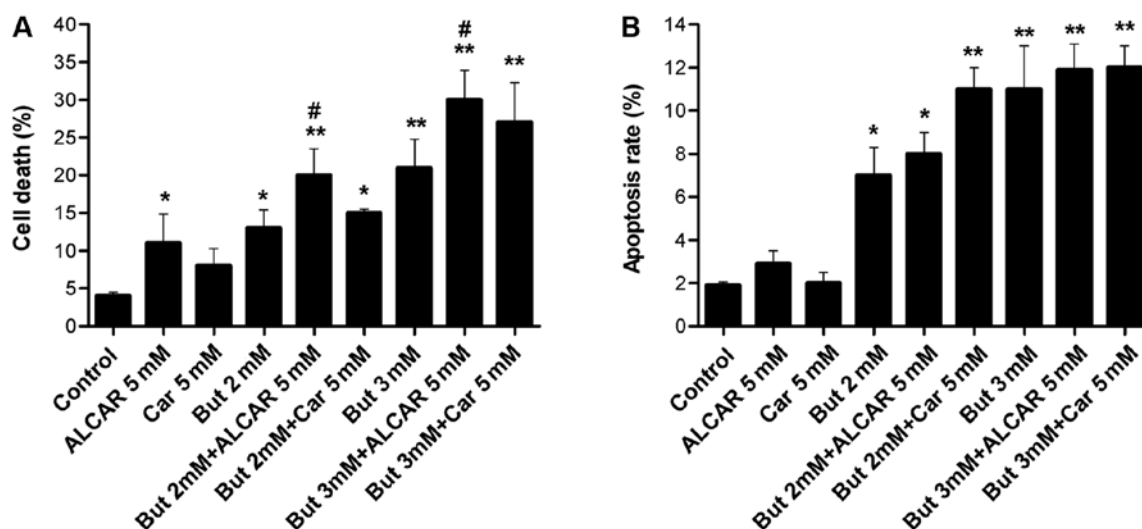 A
Cell death (%)
40
35
30
25
20
15
10
5
0
*
*
#
**
*
**
#
**
**
Control
ALCAR 5 mM
Car 5 mM
But 2 mM
But 2mM+ALCAR 5 mM
But 2mM+Car 5 mM
But 3 mM
But 3mM+ALCAR 5 mM
But 3mM+Car 5 mM
B
Apoptosis rate (%)
14
12
10
8
6
4
2
0
*
*
**
**
**
**
Control
ALCAR 5 mM
Car 5 mM
But 2 mM
But 2mM+ALCAR 5 mM
But 2mM+Car 5 mM
But 3 mM
But 3mM+ALCAR 5 mM
But 3mM+Car 5 mM